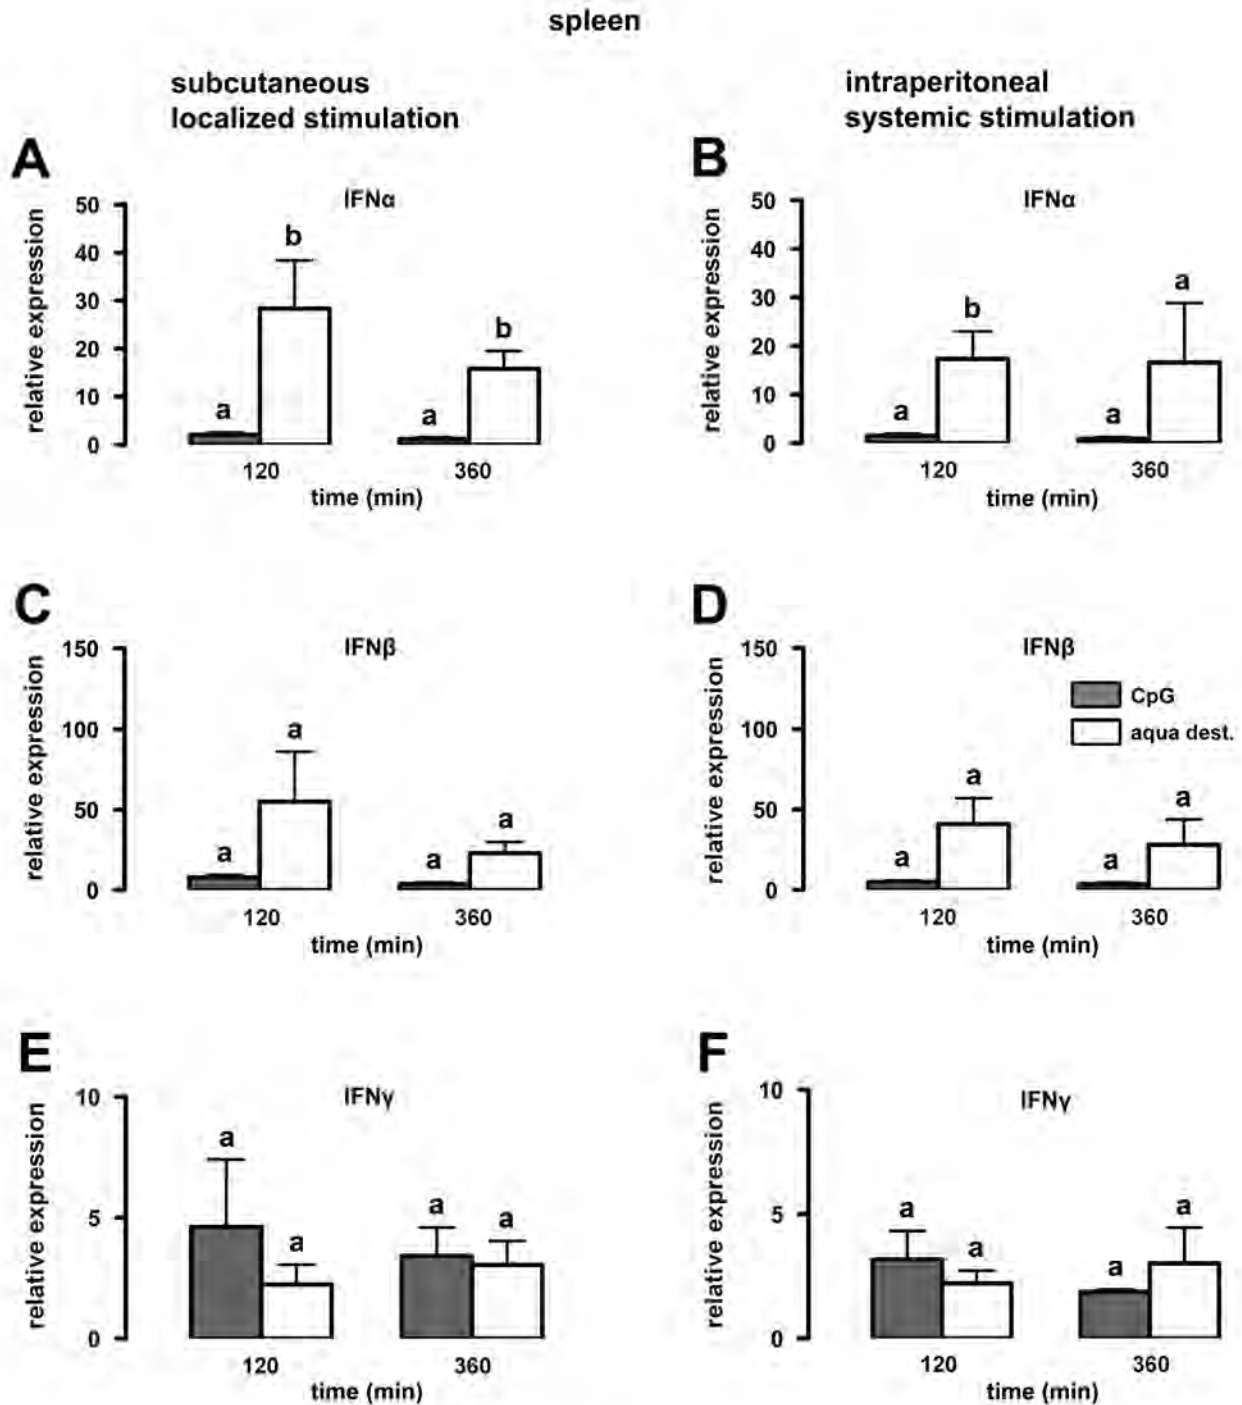 spleen
subcutaneous
localized stimulation
intraperitoneal
systemic stimulation
A
IFNα
relative expression
50
40
30
20
10
0
a
b
a
b
120
360
time (min)
B
IFNα
relative expression
50
40
30
20
10
0
a
b
a
a
120
360
time (min)
C
IFNβ
relative expression
150
100
50
0
a
a
a
a
120
360
time (min)
D
IFNβ
relative expression
150
100
50
0
a
a
a
a
CpG
aqua dest.
120
360
time (min)
E
IFNγ
relative expression
10
5
0
a
a
a
a
120
360
time (min)
F
IFNγ
relative expression
10
5
0
a
a
a
a
120
360
time (min)